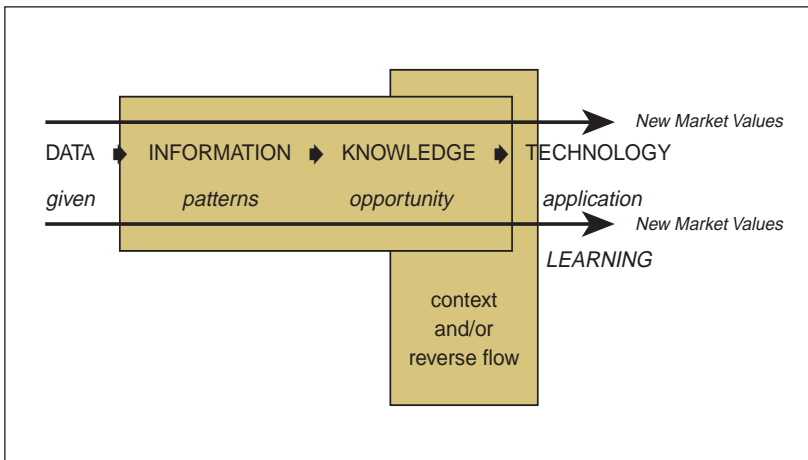 New Market Values
DATA INFORMATION KNOWLEDGE TECHNOLOGY
given patterns opportunity application
New Market Values
LEARNING
context
and/or
reverse flow